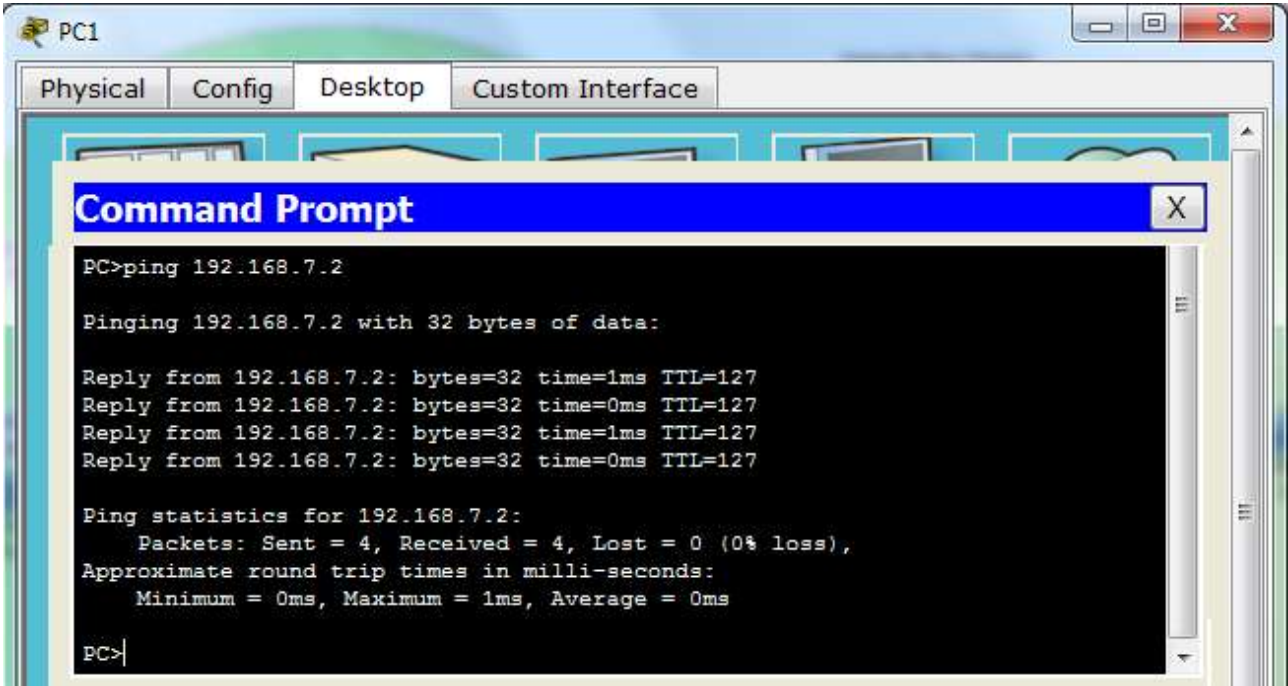 PC1
Physical Config Desktop Custom Interface
Command Prompt
X
PC>ping 192.168.7.2
Pinging 192.168.7.2 with 32 bytes of data:
Reply from 192.168.7.2: bytes=32 time=1ms TTL=127
Reply from 192.168.7.2: bytes=32 time=0ms TTL=127
Reply from 192.168.7.2: bytes=32 time=1ms TTL=127
Reply from 192.168.7.2: bytes=32 time=0ms TTL=127
Ping statistics for 192.168.7.2:
Packets: Sent = 4, Received = 4, Lost = 0 (0% loss),
Approximate round trip times in milli-seconds:
Minimum = 0ms, Maximum = 1ms, Average = 0ms
PC>